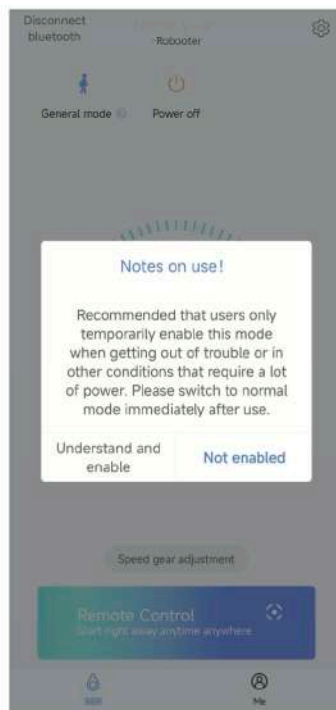 Disconnect
bluetooth
-Robooter
General mode
Power off
Notes on use!
Recommended that users only
temporarily enable this mode
when getting out of trouble or in
other conditions that require a lot
of power. Please switch to normal
mode immediately after use.
Understand and
enable
Not enabled
Speed gear adjustment
Remote Control
Start right away anytime anywhere
Me